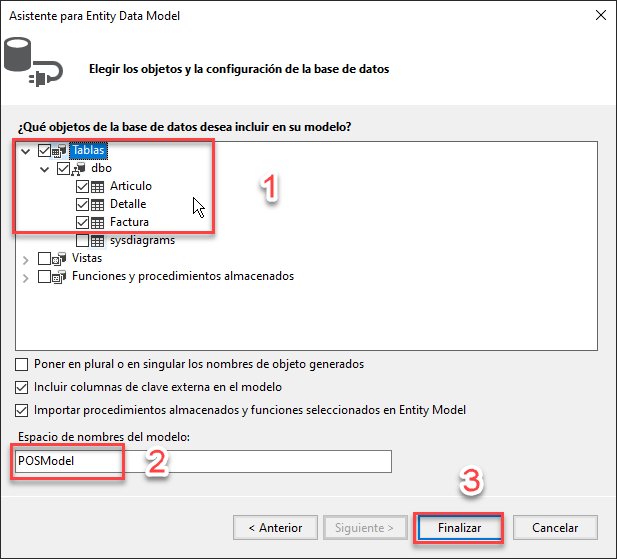 Asistente para Entity Data Model
Elegir los objetos y la configuración de la base de datos
¿Qué objetos de la base de datos desea incluir en su modelo?
Tablas
dbo
Articulo
Detalle
Factura
sysdiagrams
Vistas
Funciones y procedimientos almacenados
1
Poner en plural o en singular los nombres de objeto generados
Incluir columnas de clave externa en el modelo
Importar procedimientos almacenados y funciones seleccionados en Entity Model
Espacio de nombres del modelo:
POSModel
2
3
< Anterior Siguiente > Finalizar Cancelar